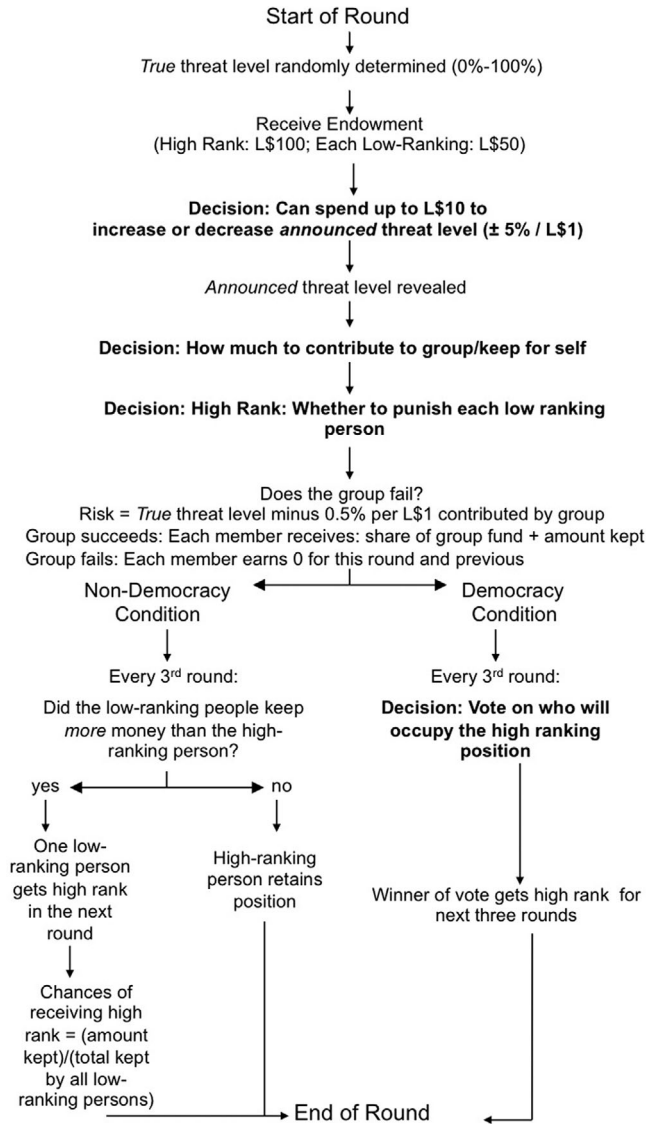 Start of Round
True threat level randomly determined (0%-100%)
Receive Endowment
(High Rank: L$100; Each Low-Ranking: L$50)
Decision: Can spend up to L$10 to
increase or decrease announced threat level (± 5% / L$1)
Announced threat level revealed
Decision: How much to contribute to group/keep for self
Decision: High Rank: Whether to punish each low ranking
person
Does the group fail?
Risk = True threat level minus 0.5% per L$1 contributed by group
Group succeeds: Each member receives: share of group fund + amount kept
Group fails: Each member earns 0 for this round and previous
Non-Democracy
Condition
Every 3rd round:
Did the low-ranking people keep
more money than the high-
ranking person?
yes
no
One low-
ranking person
gets high rank
in the next
round
Chances of
receiving high
rank = (amount
kept)/(total kept
by all low-
ranking persons)
High-ranking
person retains
position
Democracy
Condition
Every 3rd round:
Decision: Vote on who will
occupy the high ranking
position
Winner of vote gets high rank for
next three rounds
End of Round